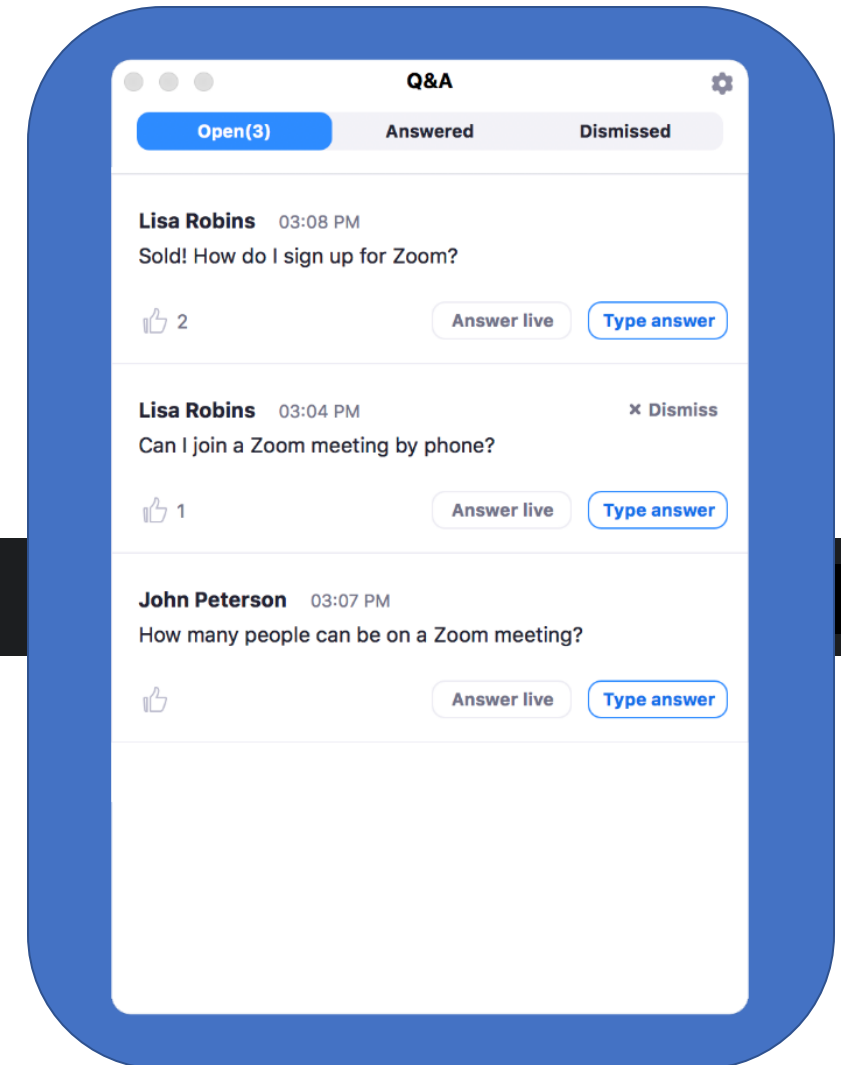 Q&A
Open(3) Answered Dismissed
Lisa Robins 03:08 PM
Sold! How do I sign up for Zoom?
2 Answer live Type answer
Lisa Robins 03:04 PM × Dismiss
Can I join a Zoom meeting by phone?
1 Answer live Type answer
John Peterson 03:07 PM
How many people can be on a Zoom meeting?
Answer live Type answer